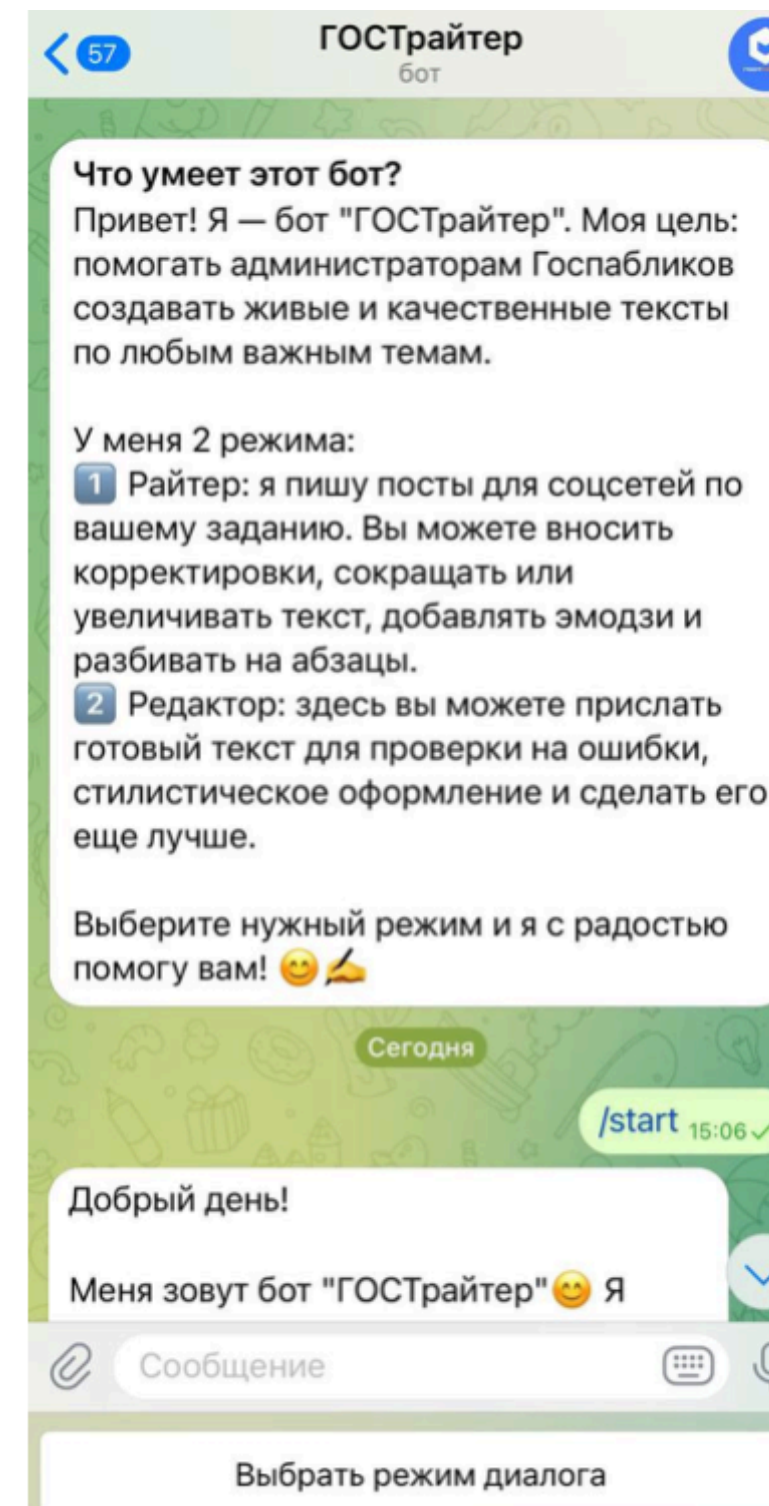 57
ГОСТрайтер
бот
Что умеет этот бот?
Привет! Я — бот "ГОСТрайтер". Моя цель:
помогать администраторам Госпабликов
создавать живые и качественные тексты
по любым важным темам.
У меня 2 режима:
1️⃣ Райтер: я пишу посты для соцсетей по
вашему заданию. Вы можете вносить
корректировки, сокращать или
увеличивать текст, добавлять эмодзи и
разбивать на абзацы.
2️⃣ Редактор: здесь вы можете прислать
готовый текст для проверки на ошибки,
стилистическое оформление и сделать его
еще лучше.
Выберите нужный режим и я с радостью
помогу вам! 😊✍️
Сегодня
/start 15:06
Добрый день!
Меня зовут бот "ГОСТрайтер"😊 Я
Сообщение
Выбрать режим диалога